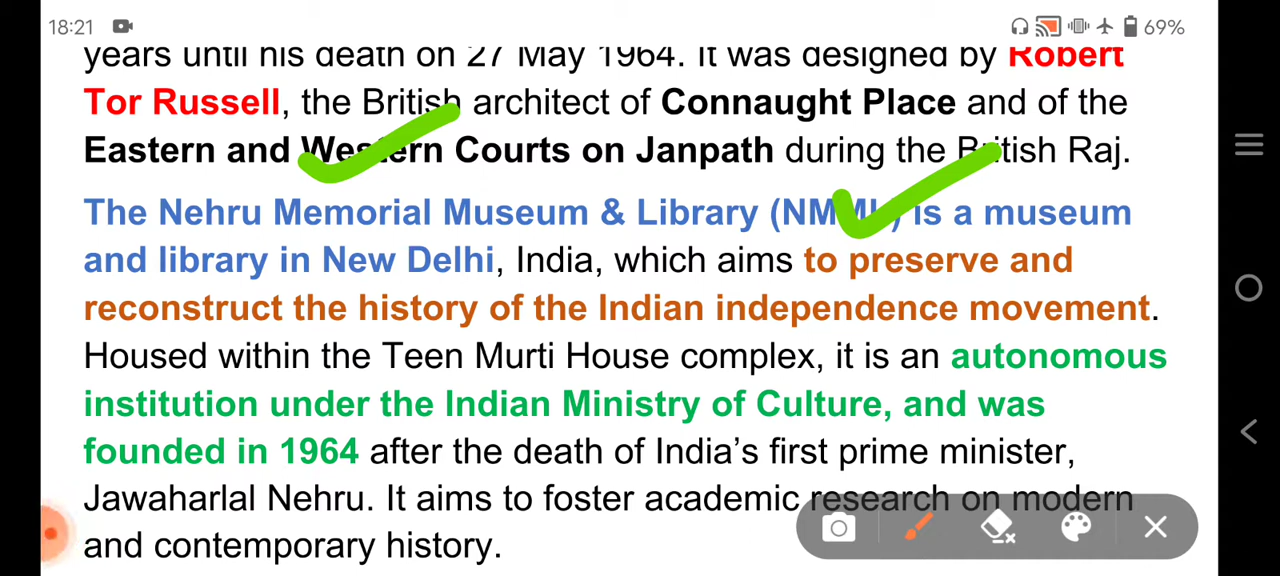 18:21 69%
years until his death on 27 May 1964. It was designed by Robert
Tor Russell, the British architect of Connaught Place and of the
Eastern and Western Courts on Janpath during the British Raj.
The Nehru Memorial Museum & Library (NMML) is a museum
and library in New Delhi, India, which aims to preserve and
reconstruct the history of the Indian independence movement.
Housed within the Teen Murti House complex, it is an autonomous
institution under the Indian Ministry of Culture, and was
founded in 1964 after the death of India’s first prime minister,
Jawaharlal Nehru. It aims to foster academic research on modern
and contemporary history.